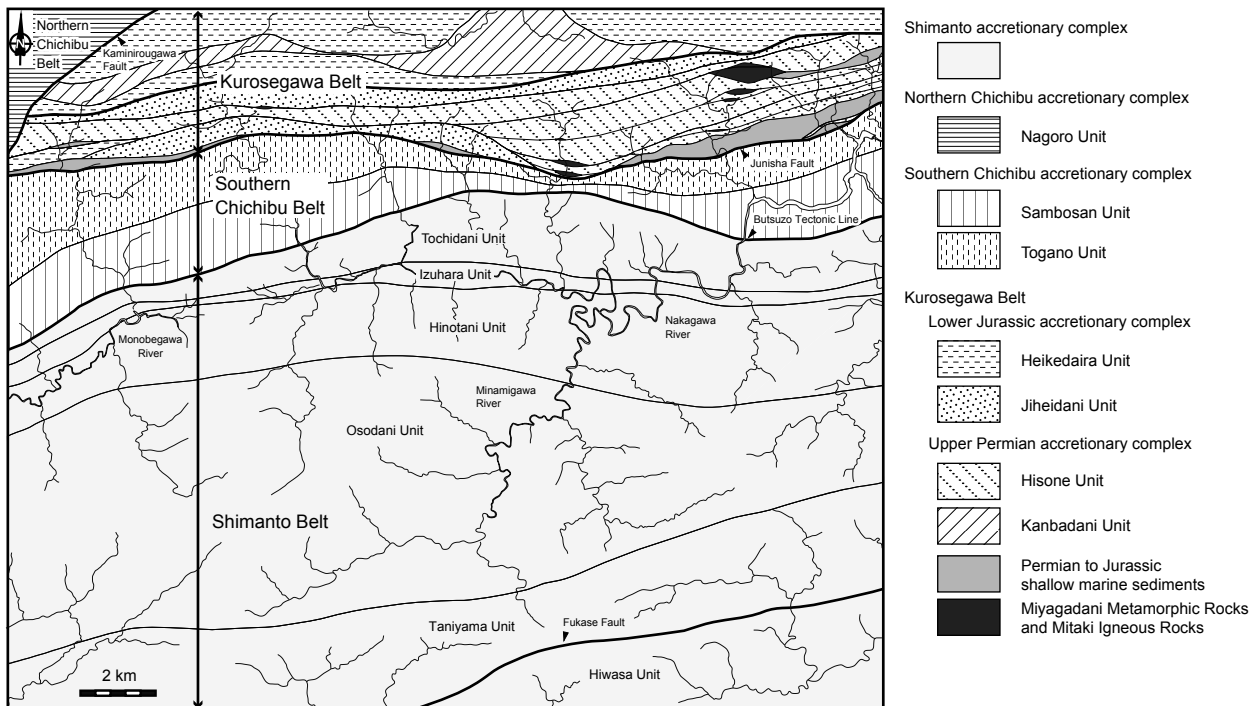 N
Northern
Chichibu
Belt
Kaminirougawa
Fault
Kurosegawa Belt
Southern
Chichibu Belt
Junisha Fault
Butsuzo Tectonic Line
Tochidani Unit
Izuhara Unit
Hinotani Unit
Nakagawa
River
Monobegawa
River
Minamigawa
River
Osodani Unit
Shimanto Belt
Taniyama Unit
Fukase Fault
Hiwasa Unit
2 km
Shimanto accretionary complex
Northern Chichibu accretionary complex
Nagoro Unit
Southern Chichibu accretionary complex
Sambosan Unit
Togano Unit
Kurosegawa Belt
Lower Jurassic accretionary complex
Heikedaira Unit
Jiheidani Unit
Upper Permian accretionary complex
Hisone Unit
Kanbadani Unit
Permian to Jurassic
shallow marine sediments
Miyagadani Metamorphic Rocks
and Mitaki Igneous Rocks